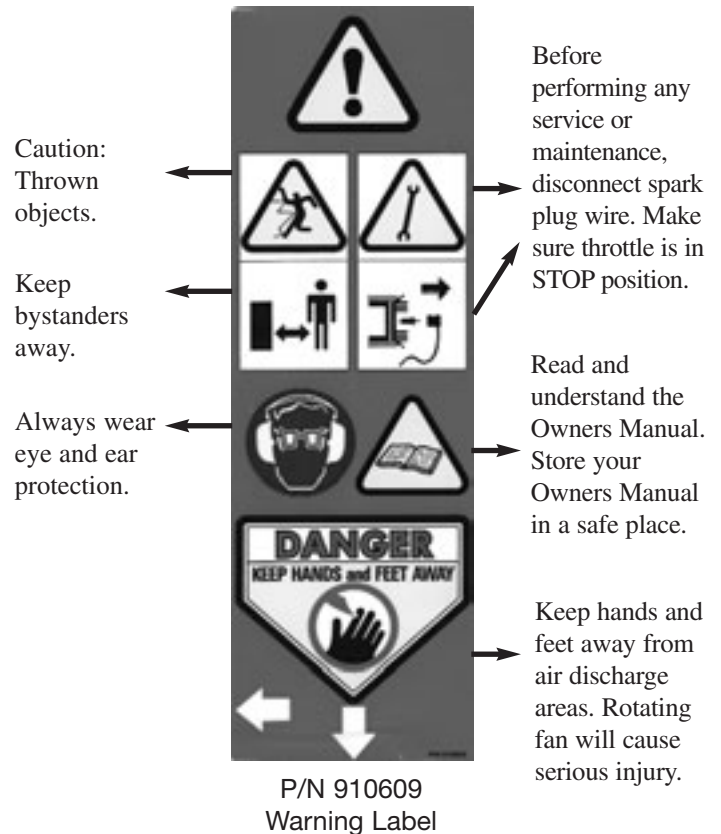 Caution:
Thrown
objects.
Keep
bystanders
away.
Always wear
eye and ear
protection.
Before
performing any
service or
maintenance,
disconnect spark
plug wire. Make
sure throttle is in
STOP position.
Read and
understand the
Owners Manual.
Store your
Owners Manual
in a safe place.
DANGER
KEEP HANDS and FEET AWAY
Keep hands and
feet away from
air discharge
areas. Rotating
fan will cause
serious injury.
P/N 910609
Warning Label